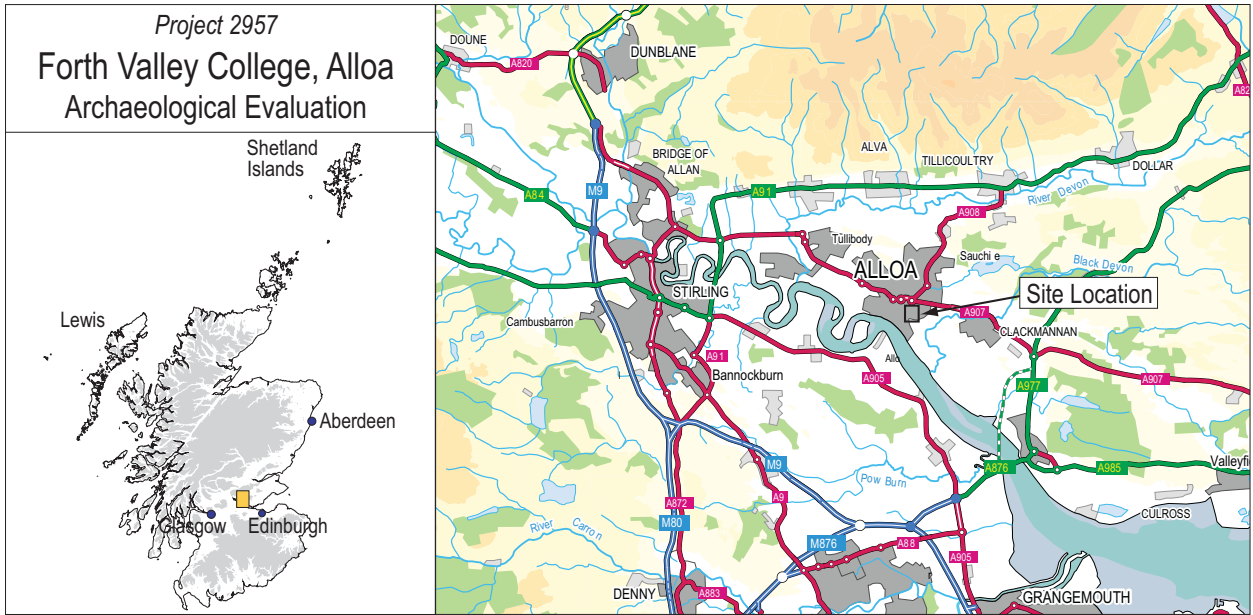 Project 2957
Forth Valley College, Alloa
Archaeological Evaluation
Shetland
Islands
Lewis
Aberdeen
Glasgow
Edinburgh
DOUNE
A820
DUNBLANE
BRIDGE OF
ALLAN
ALVA
TILLICOULTRY
DOLLAR
A84
M9
A91
River Devon
A908
Tullibody
Sauchi e
ALLOA
Black Devon
STIRLING
Site Location
Cambusbarron
A907
CLACKMANNAN
A91
Allo
Bannockburn
A905
A977
A907
M9
A876
A985
Valleyfi
Pow Burn
A872
A9
CULROSS
River Carron
M80
M876
A88
A905
DENNY
A883
GRANGEMOUTH